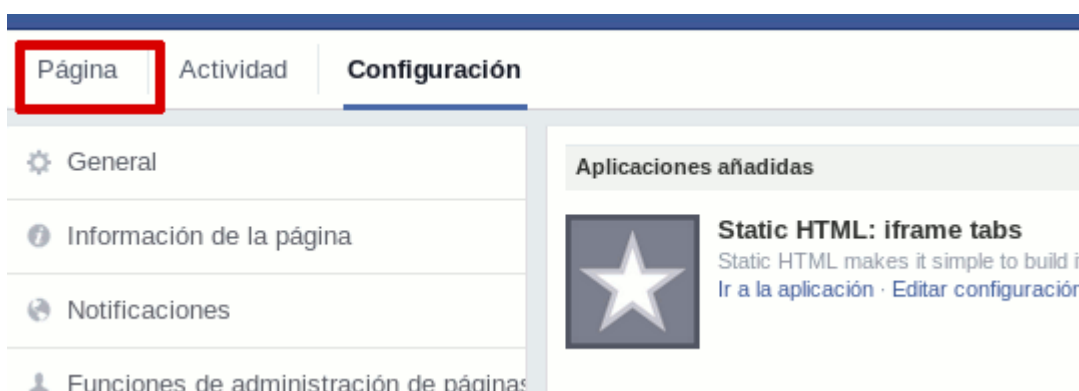 Página Actividad Configuración
General
Información de la página
Notificaciones
Funciones de administración de páginas
Aplicaciones añadidas
Static HTML: iframe tabs
Static HTML makes it simple to build
Ir a la aplicación · Editar configuración